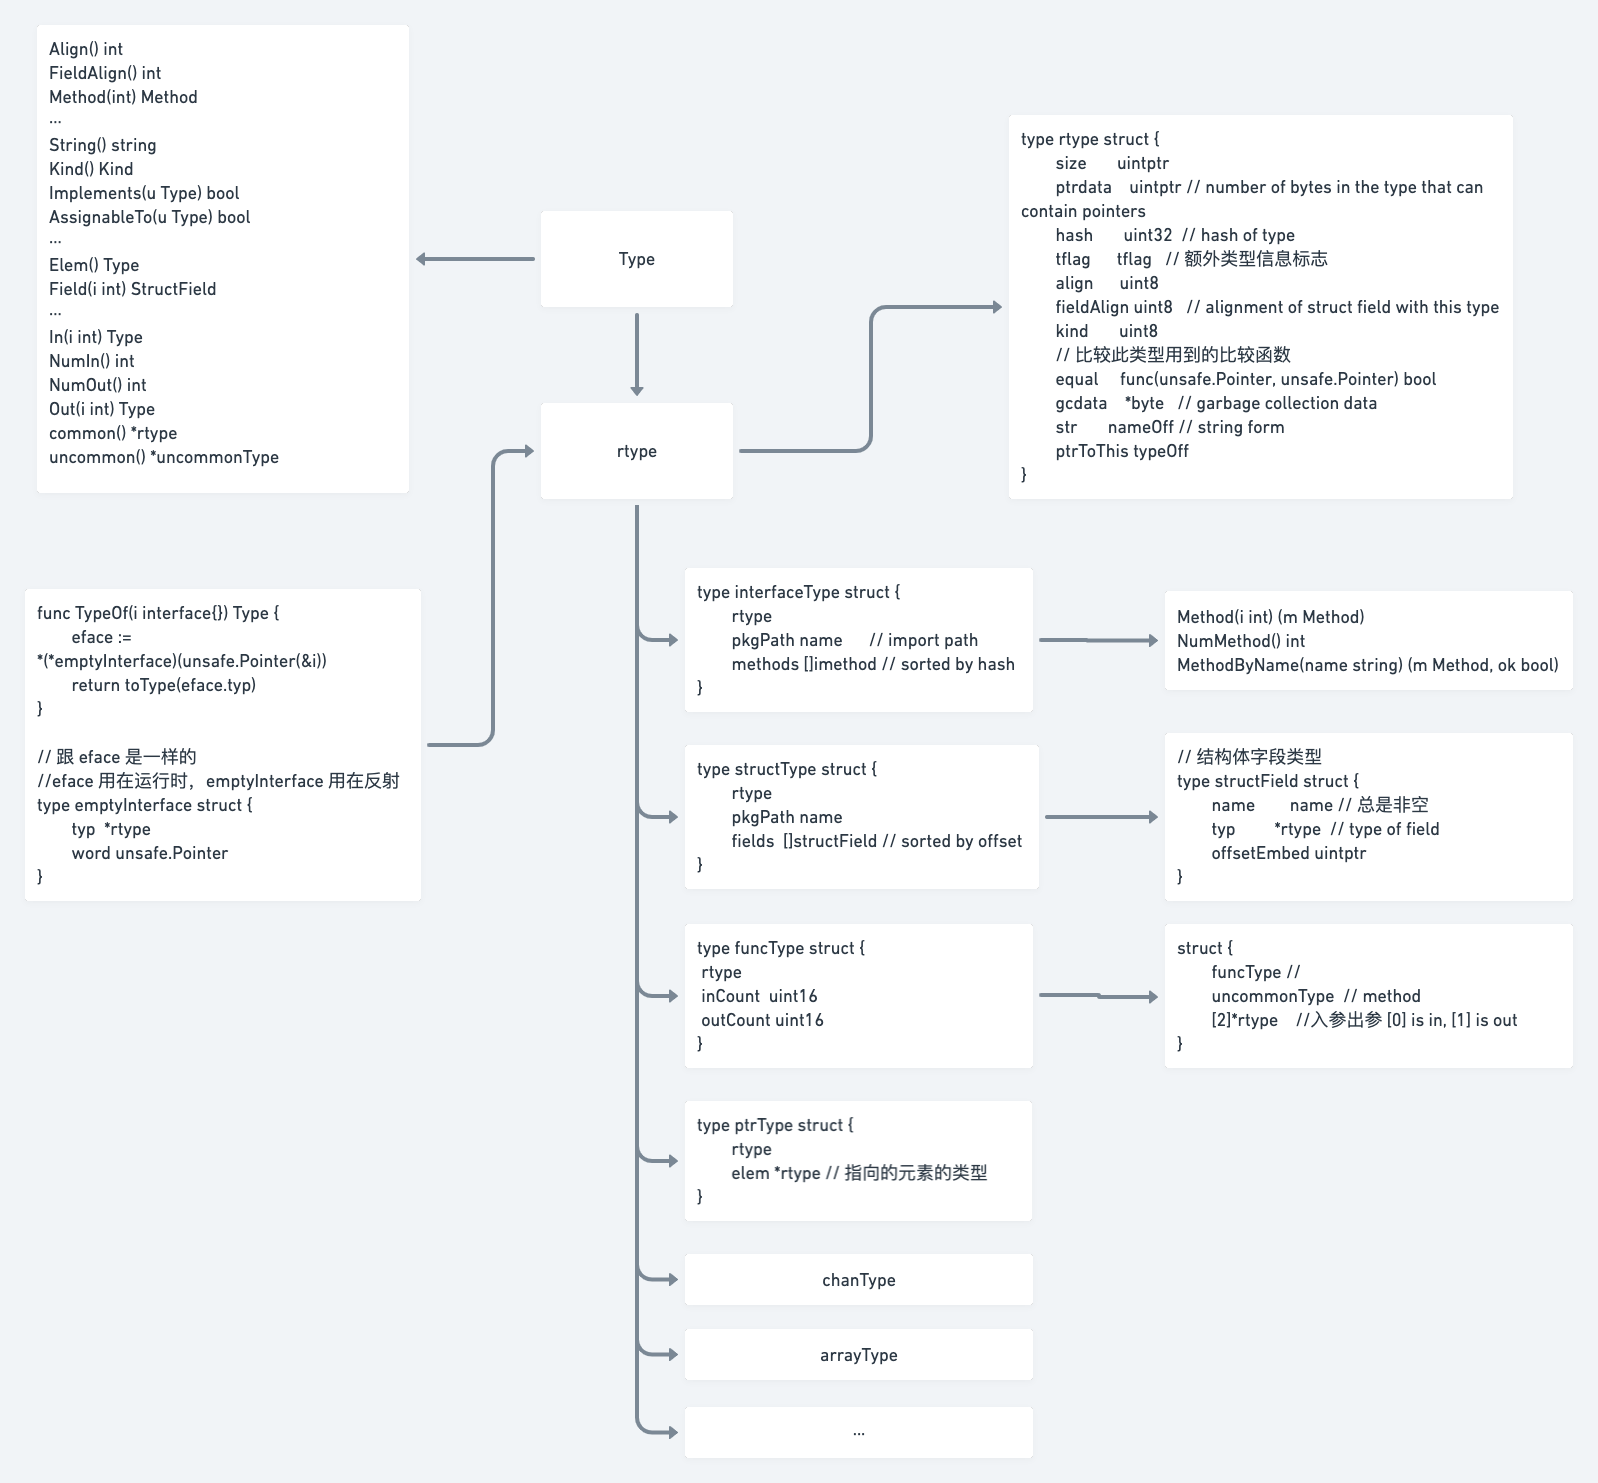 Align() int
FieldAlign() int
Method(int) Method
...
String() string
Kind() Kind
Implements(u Type) bool
AssignableTo(u Type) bool
...
Elem() Type
Field(i int) StructField
...
In(i int) Type
NumIn() int
NumOut() int
Out(i int) Type
common() *rtype
uncommon() *uncommonType
Type
rtype
type rtype struct {
size uintptr
ptrdata uintptr // number of bytes in the type that can
contain pointers
hash uint32 // hash of type
tflag tflag // 额外类型信息标志
align uint8
fieldAlign uint8 // alignment of struct field with this type
kind uint8
// 比较此类型用到的比较函数
equal func(unsafe.Pointer, unsafe.Pointer) bool
gcdata *byte // garbage collection data
str nameOff // string form
ptrToThis typeOff
}
func TypeOf(i interface{}) Type {
eface :=
*(*emptyInterface)(unsafe.Pointer(&i))
return toType(eface.typ)
}
// 跟 eface 是一样的
//eface 用在运行时，emptyInterface 用在反射
type emptyInterface struct {
typ *rtype
word unsafe.Pointer
}
type interfaceType struct {
rtype
pkgPath name // import path
methods []imethod // sorted by hash
}
Method(i int) (m Method)
NumMethod() int
MethodByName(name string) (m Method, ok bool)
type structType struct {
rtype
pkgPath name
fields []structField // sorted by offset
}
// 结构体字段类型
type structField struct {
name name // 总是非空
typ *rtype // type of field
offsetEmbed uintptr
}
type funcType struct {
rtype
inCount uint16
outCount uint16
}
struct {
funcType //
uncommonType // method
[2]*rtype //入参出参 [0] is in, [1] is out
}
type ptrType struct {
rtype
elem *rtype // 指向的元素的类型
}
chanType
arrayType
...